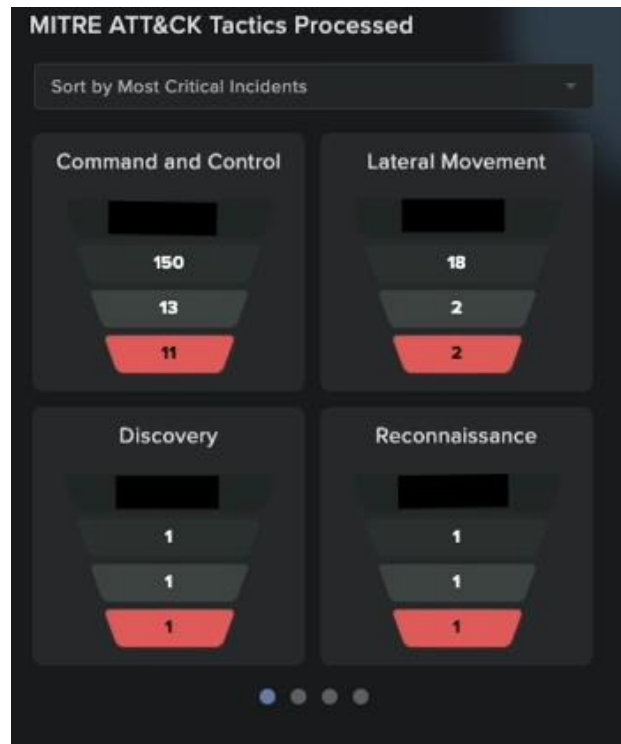 MITRE ATT&CK Tactics Processed
Sort by Most Critical Incidents
Command and Control
150
13
11
Lateral Movement
18
2
2
Discovery
1
1
1
Reconnaissance
1
1
1